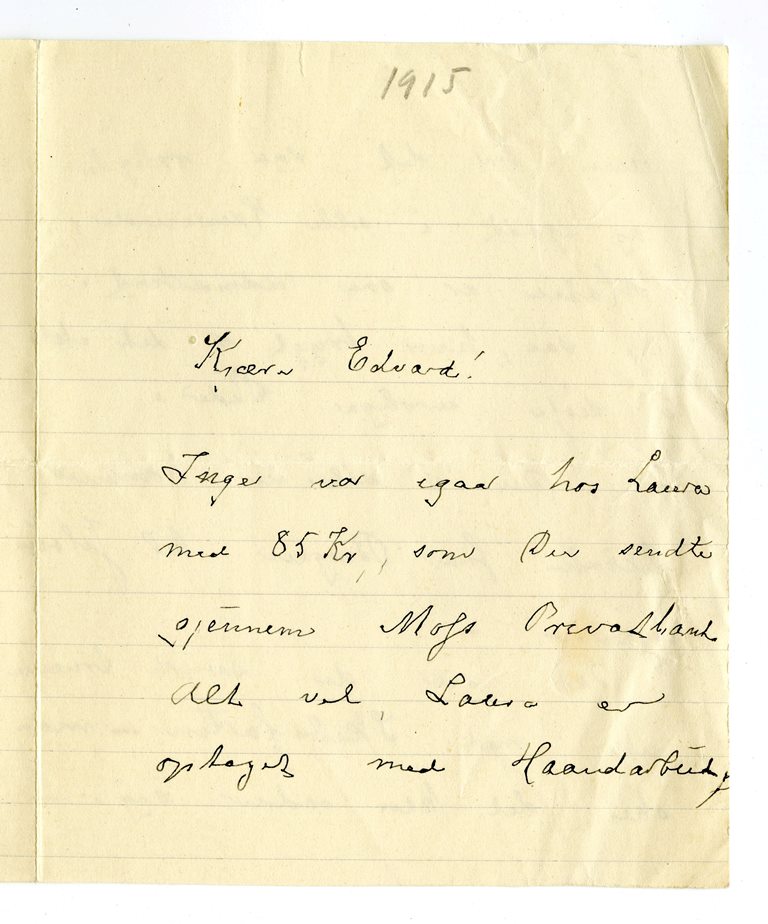 1915
Kjære Edvard!
Inger var igaar hos Laura
med 85 Kr, som Du sendte
gjennem Moss Privatbank
Alt vel, Laura er
optaget med Haandarbeide